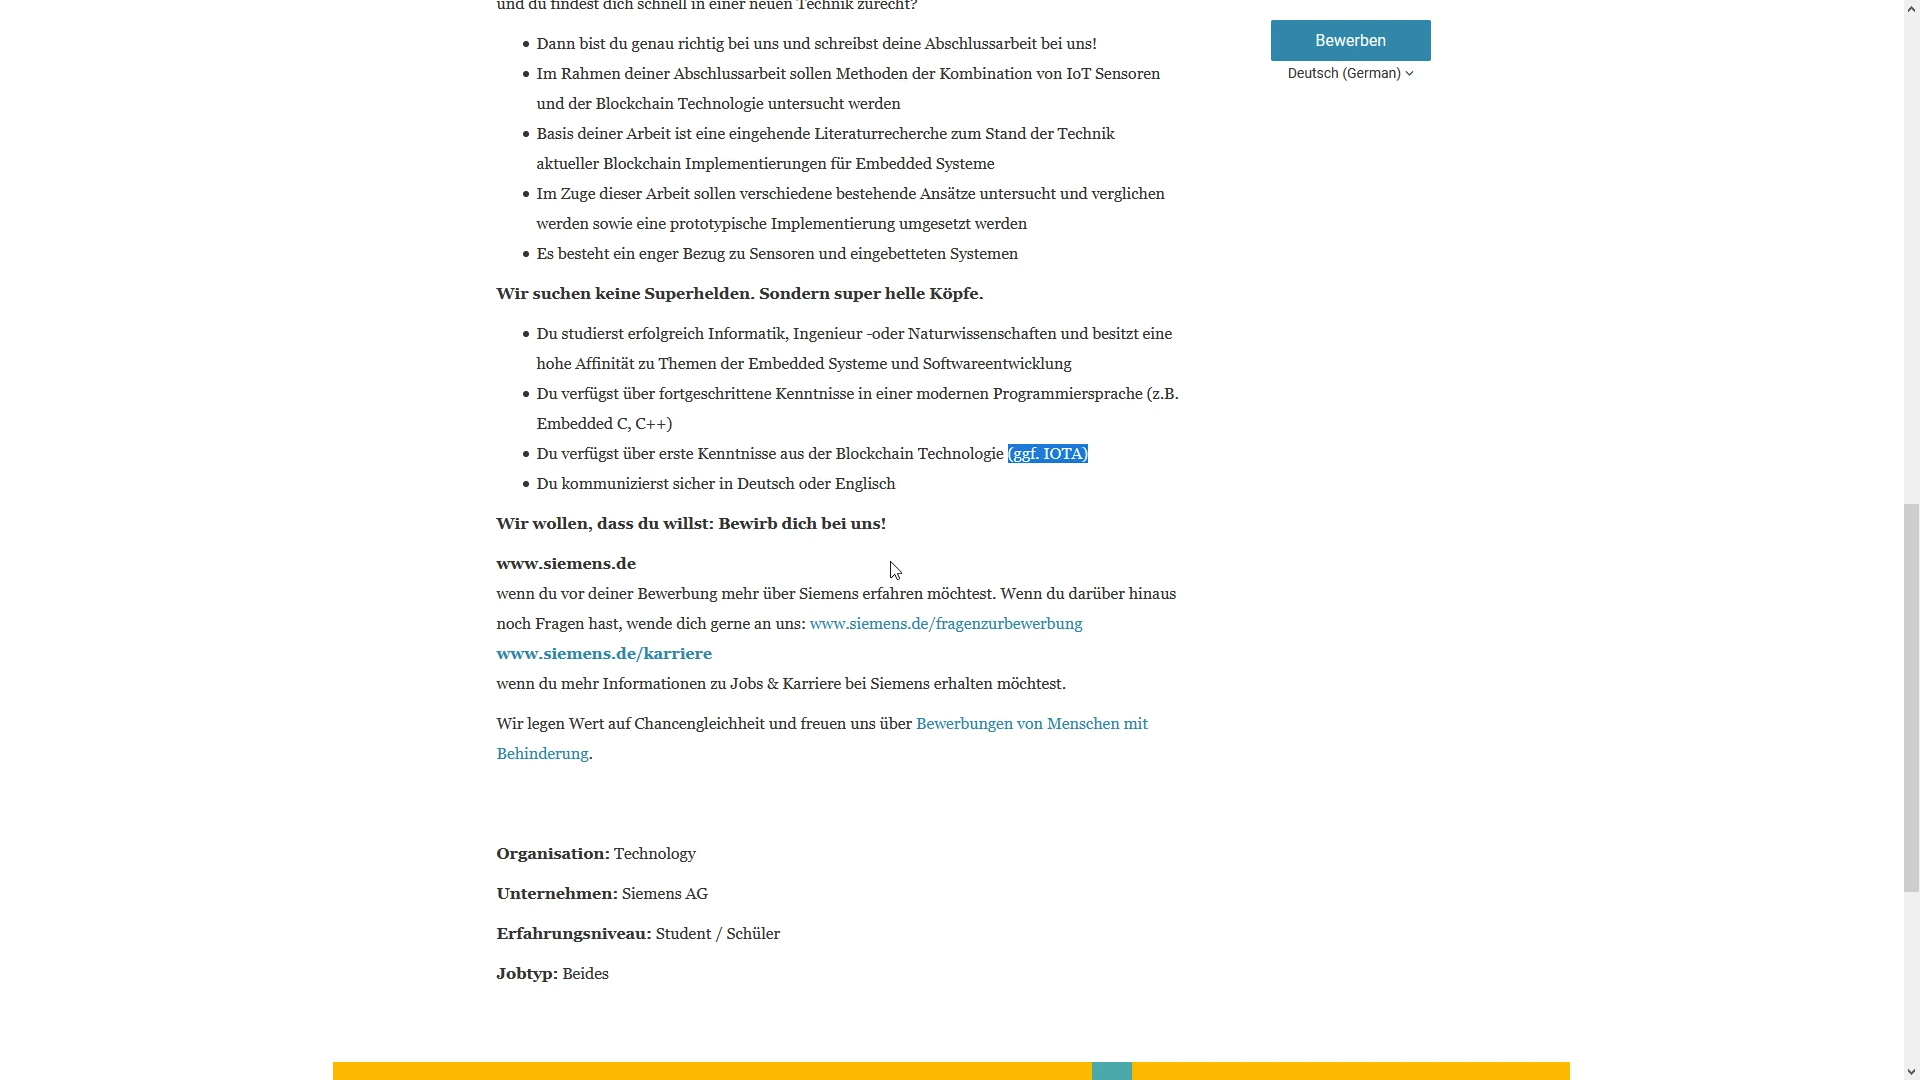 und du findest dich schnell in einer neuen Technik zurecht?
Bewerben
Deutsch (German)
Dann bist du genau richtig bei uns und schreibst deine Abschlussarbeit bei uns!
Im Rahmen deiner Abschlussarbeit sollen Methoden der Kombination von IoT Sensoren
und der Blockchain Technologie untersucht werden
Basis deiner Arbeit ist eine eingehende Literaturrecherche zum Stand der Technik
aktueller Blockchain Implementierungen für Embedded Systeme
Im Zuge dieser Arbeit sollen verschiedene bestehende Ansätze untersucht und verglichen
werden sowie eine prototypische Implementierung umgesetzt werden
Es besteht ein enger Bezug zu Sensoren und eingebetteten Systemen
Wir suchen keine Superhelden. Sondern super helle Köpfe.
Du studierst erfolgreich Informatik, Ingenieur -oder Naturwissenschaften und besitzt eine
hohe Affinität zu Themen der Embedded Systeme und Softwareentwicklung
Du verfügst über fortgeschrittene Kenntnisse in einer modernen Programmiersprache (z.B.
Embedded C, C++)
Du verfügst über erste Kenntnisse aus der Blockchain Technologie (ggf. IOTA)
Du kommunizierst sicher in Deutsch oder Englisch
Wir wollen, dass du willst: Bewirb dich bei uns!
www.siemens.de
wenn du vor deiner Bewerbung mehr über Siemens erfahren möchtest. Wenn du darüber hinaus
noch Fragen hast, wende dich gerne an uns: www.siemens.de/fragenzurbewerbung
www.siemens.de/karriere
wenn du mehr Informationen zu Jobs & Karriere bei Siemens erhalten möchtest.
Wir legen Wert auf Chancengleichheit und freuen uns über Bewerbungen von Menschen mit
Behinderung.
Organisation: Technology
Unternehmen: Siemens AG
Erfahrungsniveau: Student / Schüler
Jobtyp: Beides